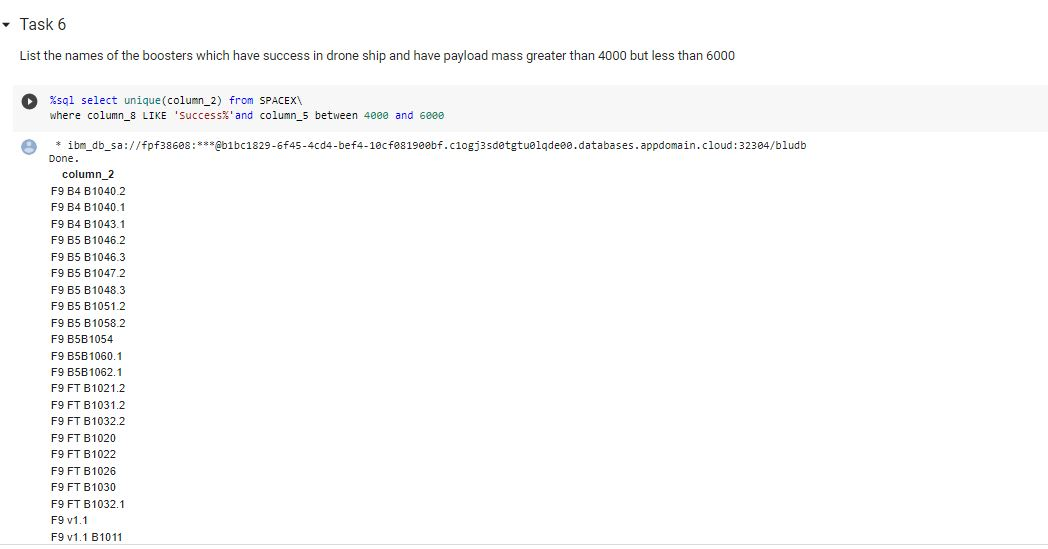 Task 6
List the names of the boosters which have success in drone ship and have payload mass greater than 4000 but less than 6000
%sql select unique(column_2) from SPACEX\
where column_8 LIKE 'Success%'and column_5 between 4000 and 6000
* ibm_db_sa://fpf38608:***@b1bc1829-6f45-4cd4-bef4-10cf081900bf.c1ogj3sd0tgtu0lqde00.databases.appdomain.cloud:32304/bludb
Done.
column_2
F9 B4 B1040.2
F9 B4 B1040.1
F9 B4 B1043.1
F9 B5 B1046.2
F9 B5 B1046.3
F9 B5 B1047.2
F9 B5 B1048.3
F9 B5 B1051.2
F9 B5 B1058.2
F9 B5B1054
F9 B5B1060.1
F9 B5B1062.1
F9 FT B1021.2
F9 FT B1031.2
F9 FT B1032.2
F9 FT B1020
F9 FT B1022
F9 FT B1026
F9 FT B1030
F9 FT B1032.1
F9 v1.1
F9 v1.1 B1011